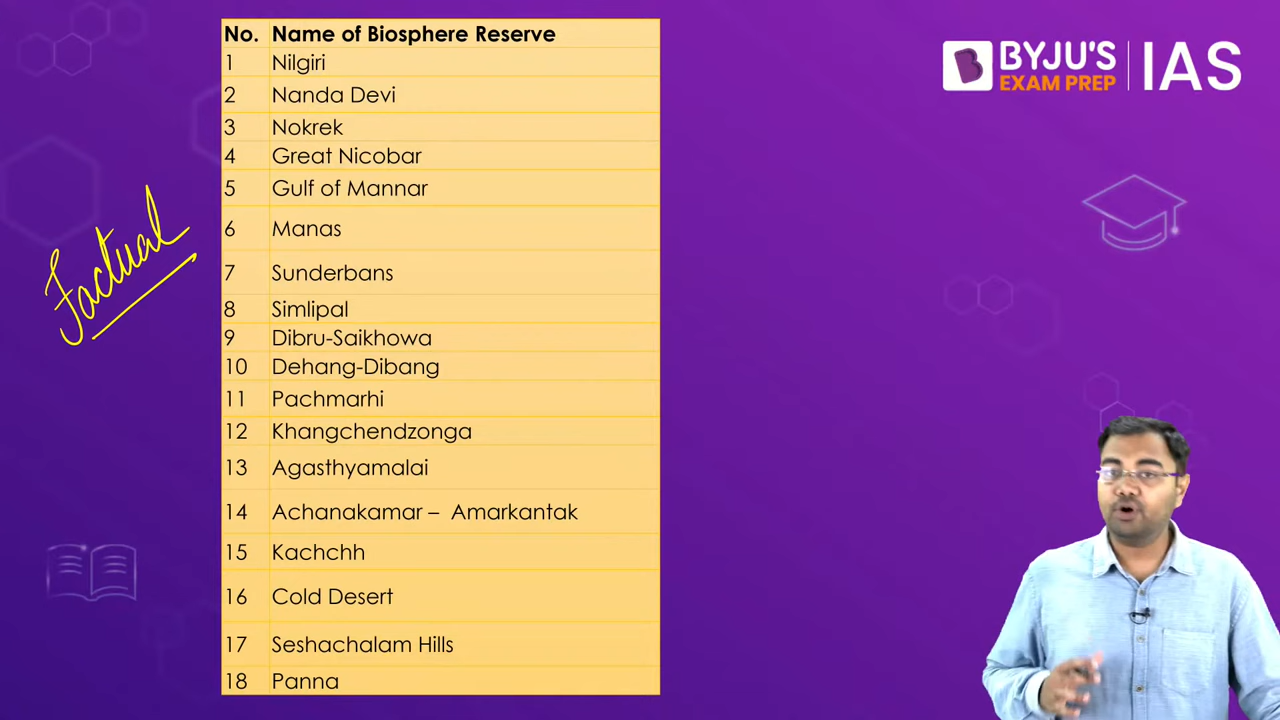 No. Name of Biosphere Reserve
1 Nilgiri
2 Nanda Devi
3 Nokrek
4 Great Nicobar
5 Gulf of Mannar
6 Manas
7 Sunderbans
8 Simlipal
9 Dibru-Saikhowa
10 Dehang-Dibang
11 Pachmarhi
12 Khangchendzonga
13 Agasthyamalai
14 Achanakamar – Amarkantak
15 Kachchh
16 Cold Desert
17 Seshachalam Hills
18 Panna
Factual
BYJU'S
EXAM PREP
IAS